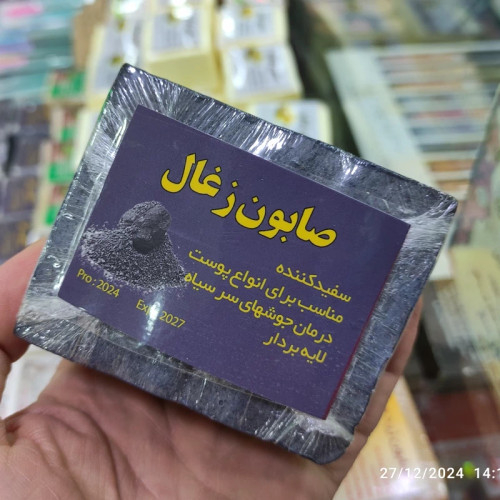 صابون زغال
سفیدکننده
مناسب برای انواع پوست
درمان جوشهای سر سیاه
لایه بردار
Pro : 2024
2027
27/12/2024